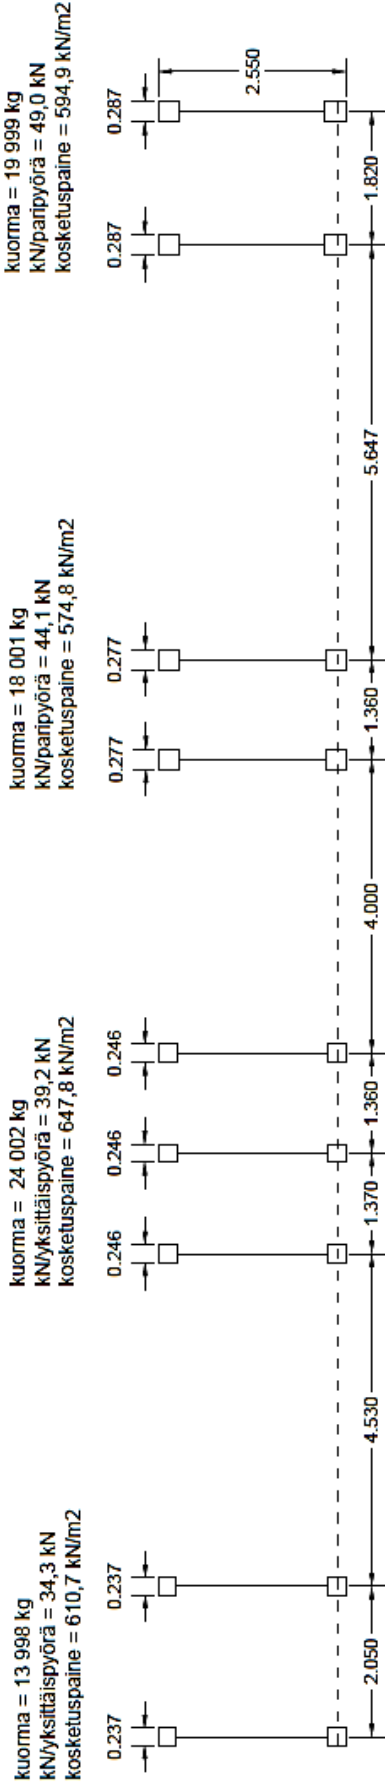 kuorma = 13 998 kg
kN/yksittäispyörä = 34,3 kN
kosketuspaine = 610,7 kN/m2
kuorma = 24 002 kg
kN/yksittäispyörä = 39,2 kN
kosketuspaine = 647,8 kN/m2
kuorma = 18 001 kg
kN/paripyörä = 44,1 kN
kosketuspaine = 574,8 kN/m2
kuorma = 19 999 kg
kN/paripyörä = 49,0 kN
kosketuspaine = 594,9 kN/m2
0.237
0.237
0.246
0.246
0.246
0.277
0.277
0.287
0.287
2.550
2.050
4.530
1.370
1.360
4.000
1.360
5.647
1.820